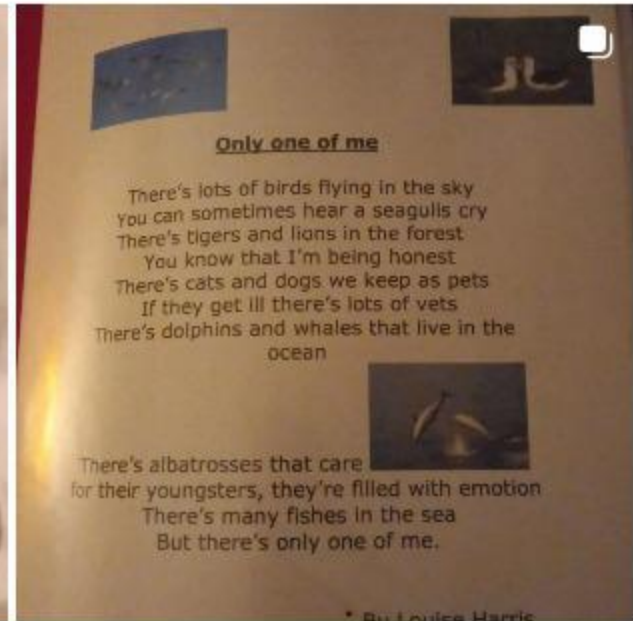 Only one of me
There's lots of birds flying in the sky
You can sometimes hear a seagulls cry
There's tigers and lions in the forest
You know that I'm being honest
There's cats and dogs we keep as pets
If they get ill there's lots of vets
There's dolphins and whales that live in the
ocean
There's albatrosses that care
for their youngsters, they're filled with emotion
There's many fishes in the sea
But there's only one of me.
* By Louise Harris